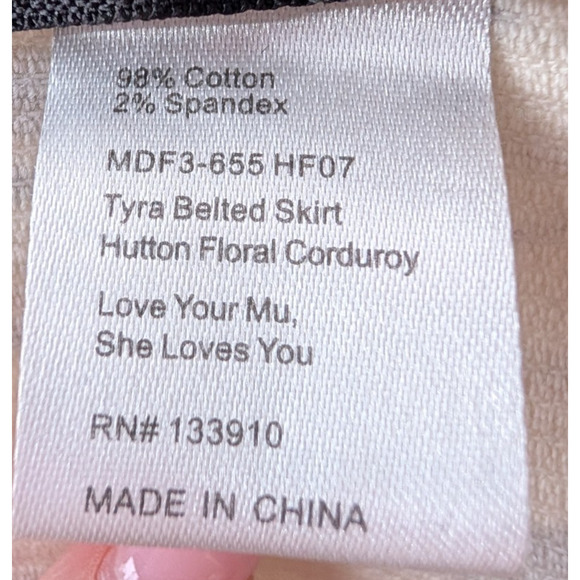 98% Cotton
2% Spandex
MDF3-655 HF07
Tyra Belted Skirt
Hutton Floral Corduroy
Love Your Mu,
She Loves You
RN# 133910
MADE IN CHINA